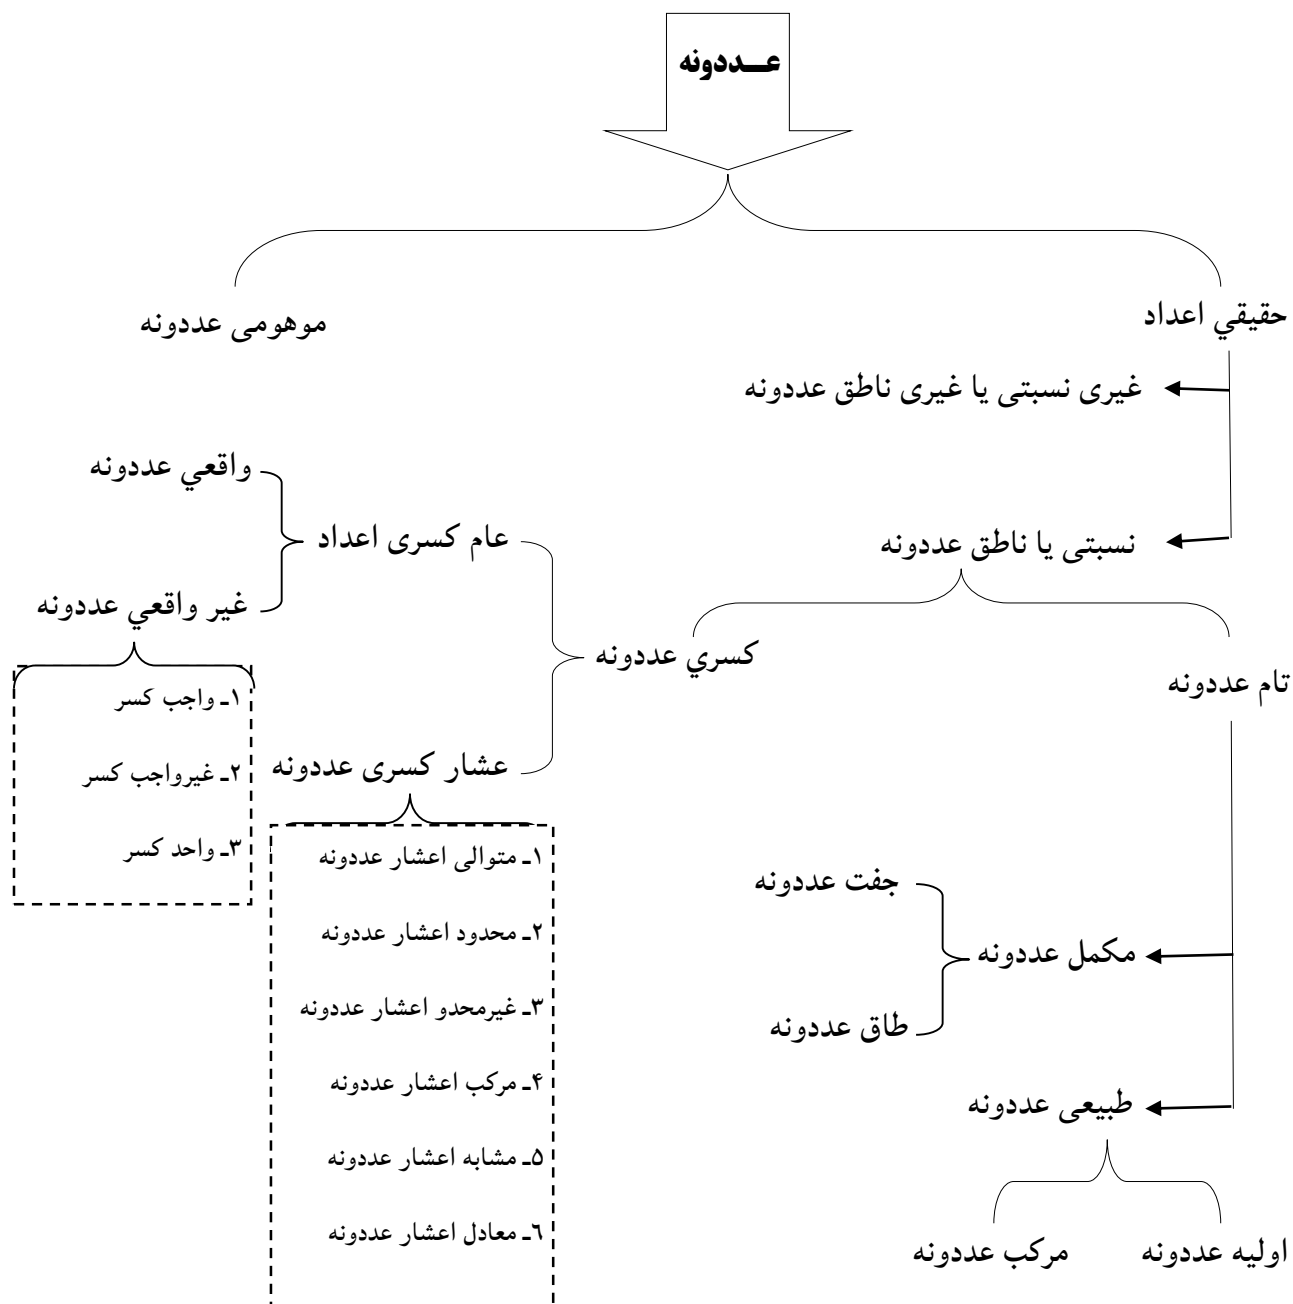 عــددونه
حقيقي اعداد
موهومی عددونه
غیری نسبتی یا غیری ناطق عددونه
نسبتی یا ناطق عددونه
تام عددونه
کسري عددونه
عام کسری اعداد
واقعي عددونه
غیر واقعي عددونه
۱ـ واجب کسر
۲ـ غیرواجب کسر
۳ـ واحد کسر
عشار کسری عددونه
۱ـ متوالی اعشار عددونه
۲ـ محدود اعشار عددونه
۳ـ غیرمحدو اعشار عددونه
۴ـ مرکب اعشار عددونه
۵ـ مشابه اعشار عددونه
٦ـ معادل اعشار عددونه
مکمل عددونه
جفت عددونه
طاق عددونه
طبیعی عددونه
اولیه عددونه
مرکب عددونه